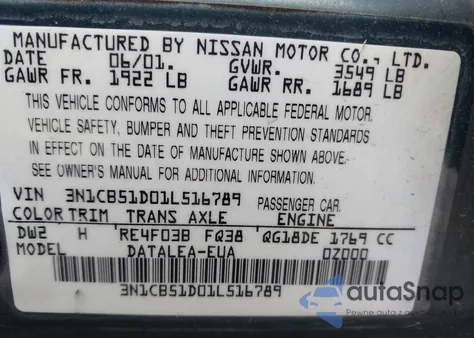 MANUFACTURED BY NISSAN MOTOR CO., LTD.
DATE 06/01. GVWR. 3549 LB
GAWR FR. 1922 LB GAWR RR. 1689 LB
THIS VEHICLE CONFORMS TO ALL APPLICABLE FEDERAL MOTOR
VEHICLE SAFETY, BUMPER AND THEFT PREVENTION STANDARDS
IN EFFECT ON THE DATE OF MANUFACTURE SHOWN ABOVE.
SEE OWNER'S MANUAL FOR ADDITIONAL INFORMATION.
VIN 3N1CB51D01L516789 PASSENGER CAR.
COLOR TRIM TRANS AXLE ENGINE
DW2 H RE4F03B FQ38 QG18DE 1769 CC
MODEL DATALEA-EUA 0Z000
3N1CB51D01L516789
autoSnap
Pewne auta z